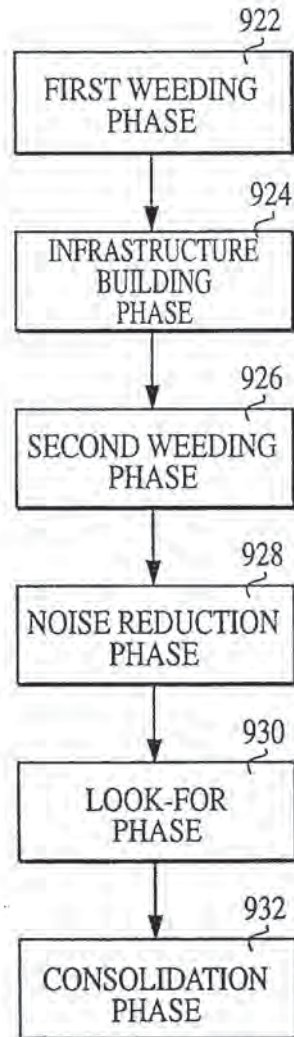 922
FIRST WEEDING
PHASE
924
INFRASTRUCTURE
BUILDING
PHASE
926
SECOND WEEDING
PHASE
928
NOISE REDUCTION
PHASE
930
LOOK-FOR
PHASE
932
CONSOLIDATION
PHASE